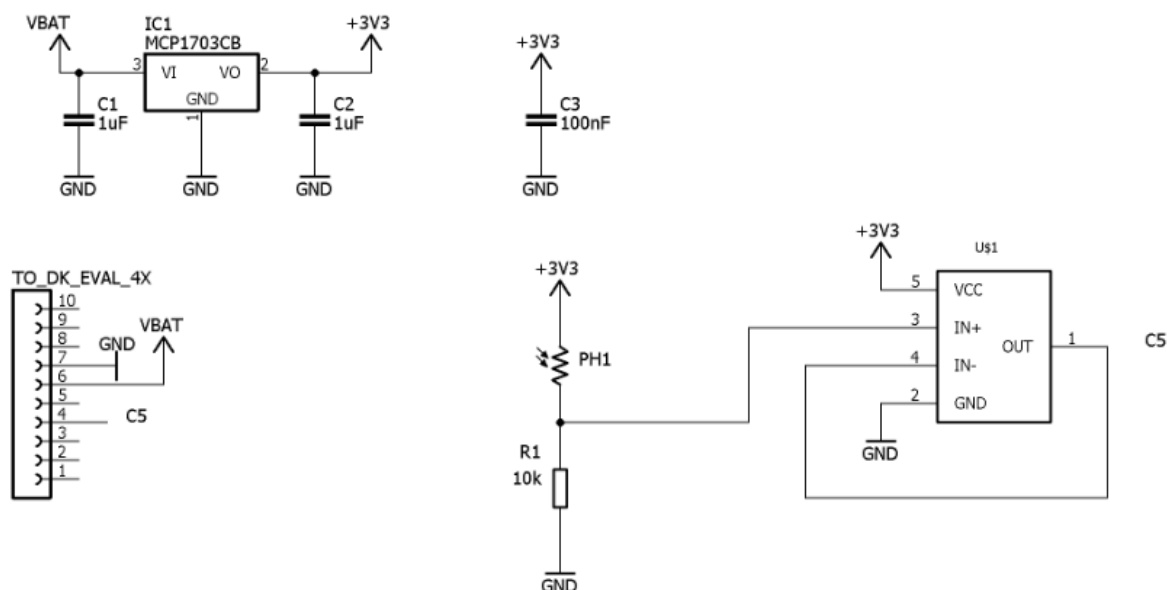 VBAT
IC1
MCP1703CB
+3V3
3
VI
VO
2
GND
1
C1
1uF
C2
1uF
GND
GND
GND
+3V3
C3
100nF
GND
TO_DK_EVAL_4X
10
9
8
7
6
5
4
3
2
1
GND
VBAT
C5
+3V3
PH1
R1
10k
GND
+3V3
U$1
5
VCC
3
IN+
4
IN-
2
GND
OUT
1
C5
GND